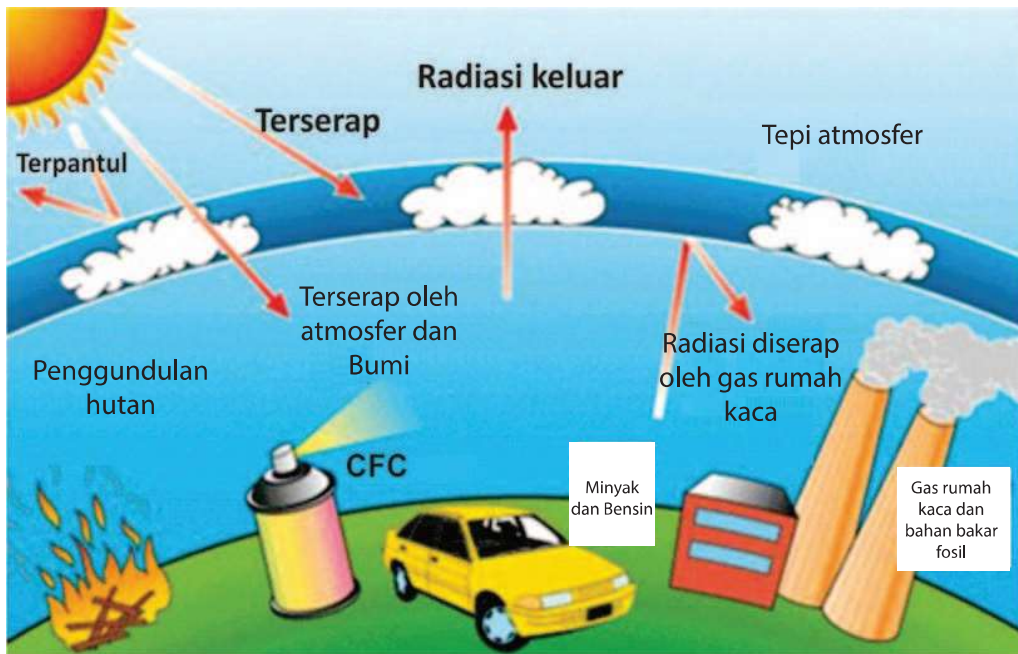 Radiasi keluar
Terserap
Tepi atmosfer
Terpantul
Terserap oleh
atmosfer dan
Bumi
Radiasi diserap
oleh gas rumah
kaca
Penggundulan
hutan
CFC
Minyak
dan Bensin
Gas rumah
kaca dan
bahan bakar
fosil